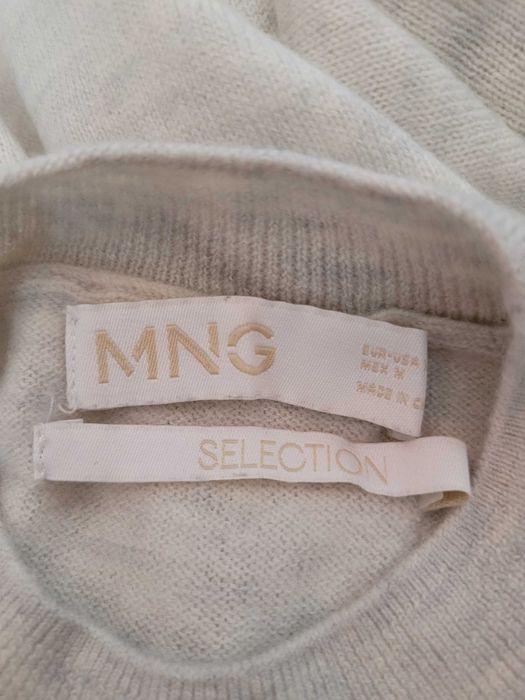 MNG
EUR-USA
MEX M
MADE IN C
SELECTION